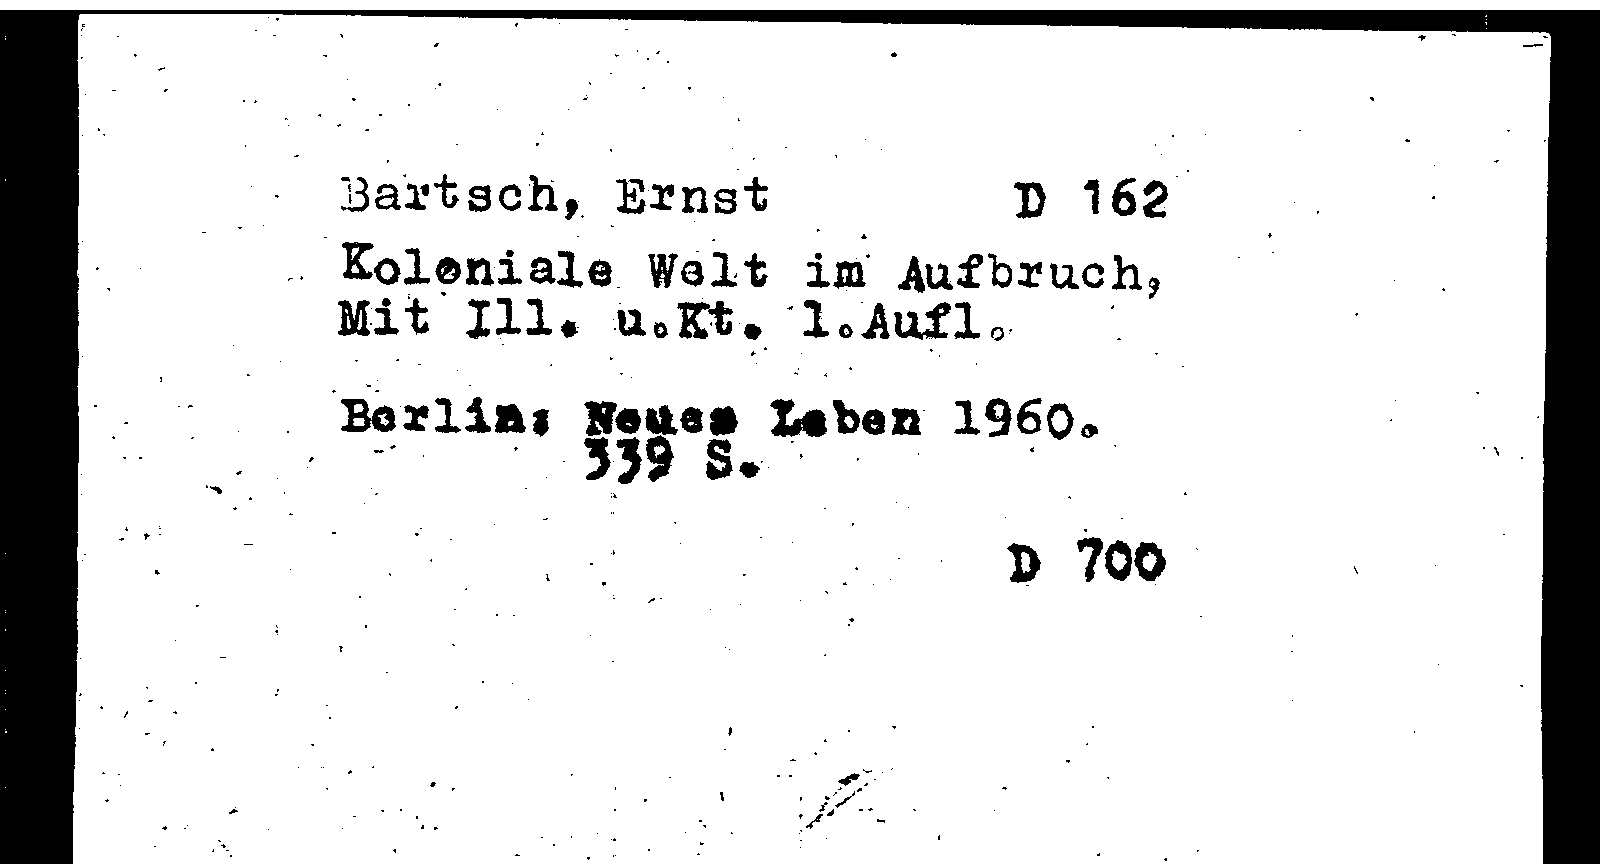 Bartsch, Ernst D 162
Koloniale Welt im Aufbruch,
Mit Ill. u.Kt. 1.Aufl.
Berlin: Neues Leben 1960.
339 S.
D 700